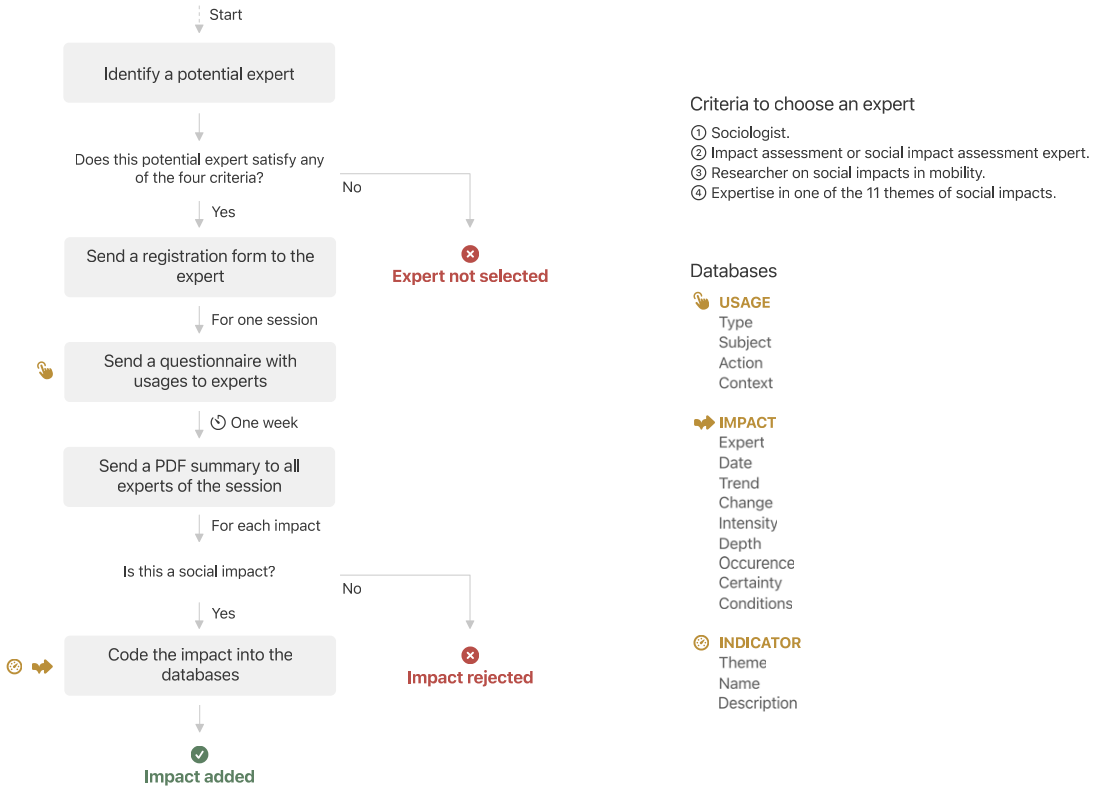 Start
Identify a potential expert
Does this potential expert satisfy any
of the four criteria?
No
Yes
Send a registration form to the
expert
Expert not selected
For one session
Send a questionnaire with
usages to experts
One week
Send a PDF summary to all
experts of the session
For each impact
Is this a social impact?
No
Yes
Code the impact into the
databases
Impact rejected
Impact added
Criteria to choose an expert
① Sociologist.
② Impact assessment or social impact assessment expert.
③ Researcher on social impacts in mobility.
④ Expertise in one of the 11 themes of social impacts.
Databases
USAGE
Type
Subject
Action
Context
IMPACT
Expert
Date
Trend
Change
Intensity
Depth
Occurence
Certainty
Conditions
INDICATOR
Theme
Name
Description